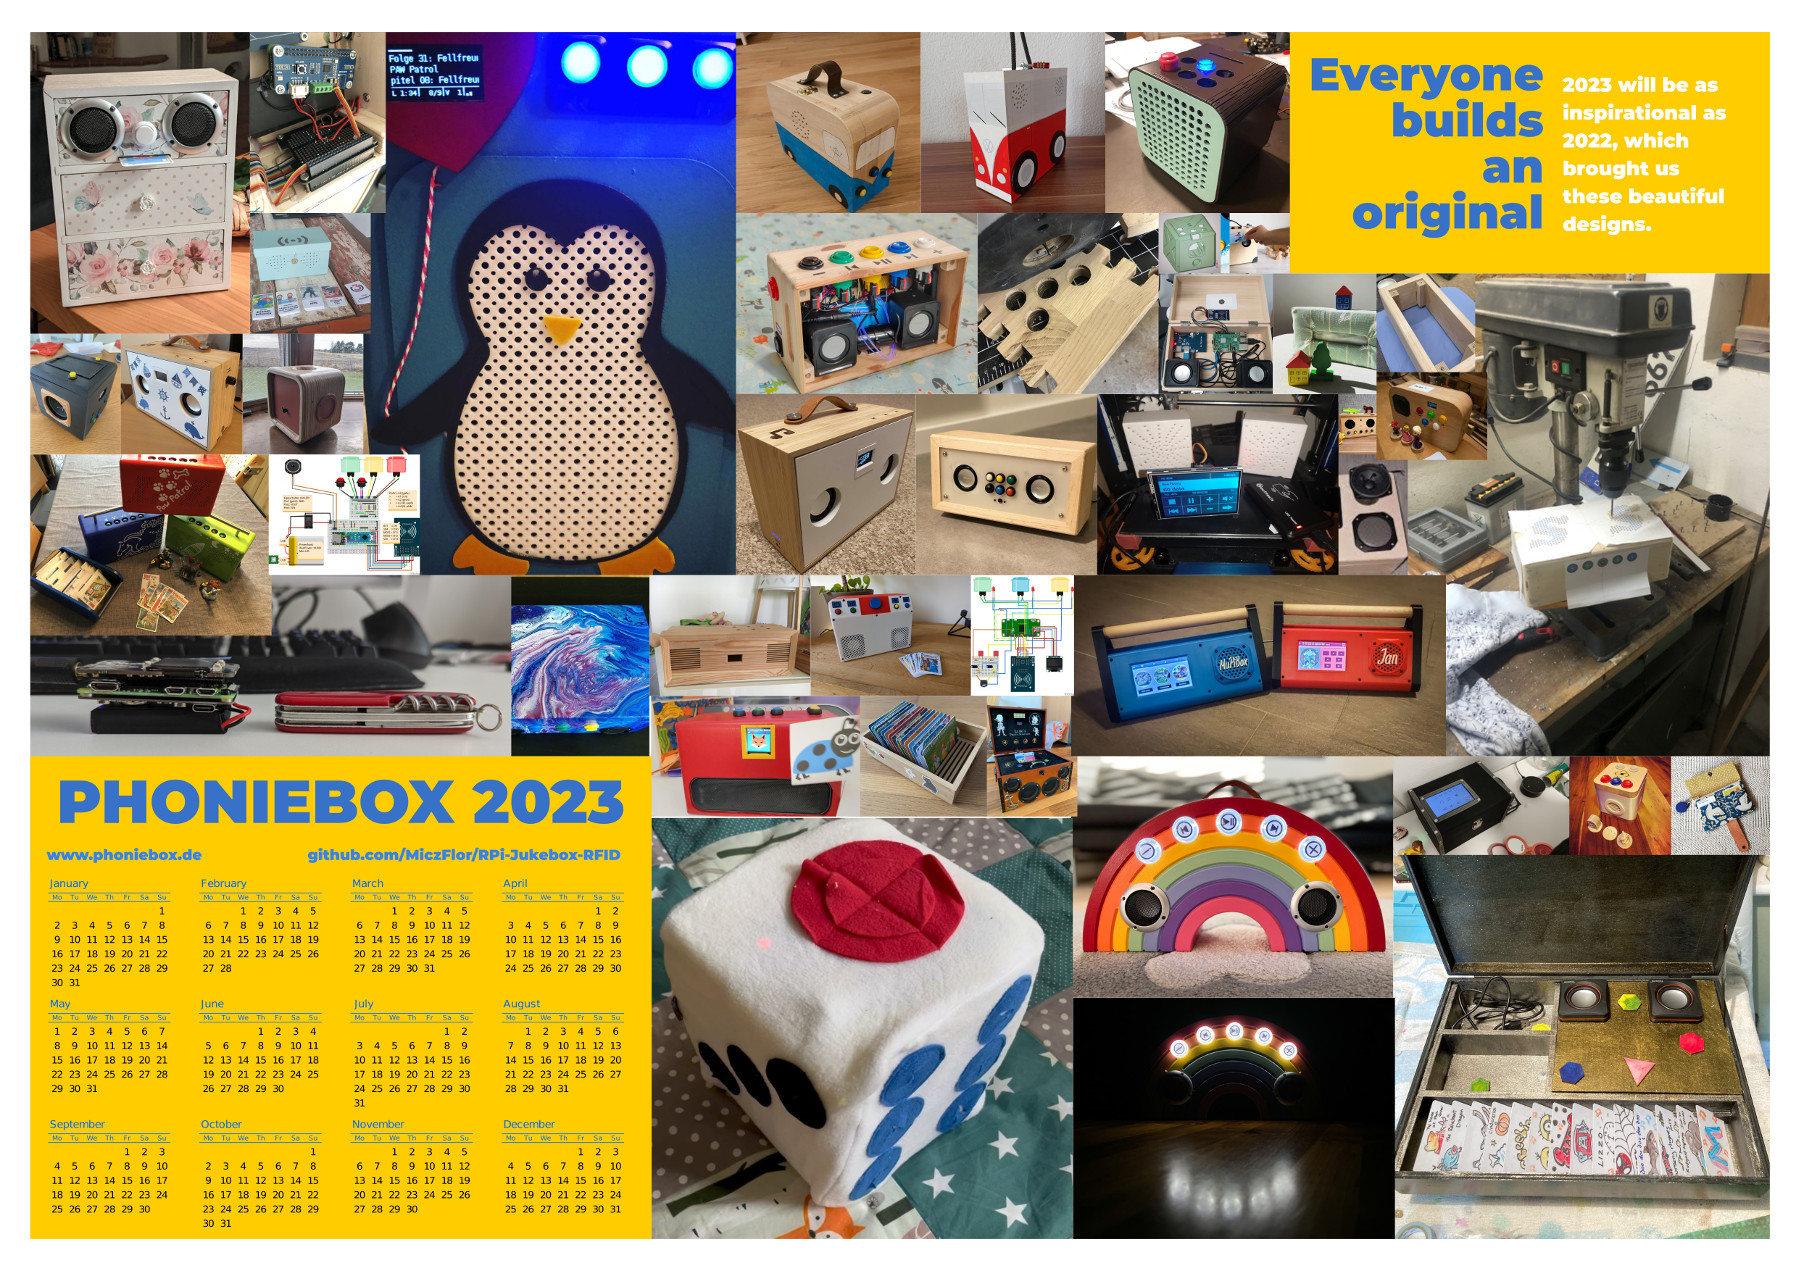 Folge 31: Fellfreu
PAW Patrol
pitel 08: Fellfreu
L 1:34| 8/9|V
Everyone
builds
an
original
2023 will be as
inspirational as
2022, which
brought us
these beautiful
designs.
Paw Patrol
MuPiBox
Jan
PHONIEBOX 2023
www.phoniebox.de
github.com/MiczFlor/RPi-Jukebox-RFID
January
Mo Tu We Th Fr Sa Su
1
2 3 4 5 6 7 8
9 10 11 12 13 14 15
16 17 18 19 20 21 22
23 24 25 26 27 28 29
30 31
February
Mo Tu We Th Fr Sa Su
1 2 3 4 5
6 7 8 9 10 11 12
13 14 15 16 17 18 19
20 21 22 23 24 25 26
27 28
March
Mo Tu We Th Fr Sa Su
1 2 3 4 5
6 7 8 9 10 11 12
13 14 15 16 17 18 19
20 21 22 23 24 25 26
27 28 29 30 31
April
Mo Tu We Th Fr Sa Su
1 2
3 4 5 6 7 8 9
10 11 12 13 14 15 16
17 18 19 20 21 22 23
24 25 26 27 28 29 30
May
Mo Tu We Th Fr Sa Su
1 2 3 4 5 6 7
8 9 10 11 12 13 14
15 16 17 18 19 20 21
22 23 24 25 26 27 28
29 30 31
June
Mo Tu We Th Fr Sa Su
1 2 3 4
5 6 7 8 9 10 11
12 13 14 15 16 17 18
19 20 21 22 23 24 25
26 27 28 29 30
July
Mo Tu We Th Fr Sa Su
1 2
3 4 5 6 7 8 9
10 11 12 13 14 15 16
17 18 19 20 21 22 23
24 25 26 27 28 29 30
31
August
Mo Tu We Th Fr Sa Su
1 2 3 4 5 6
7 8 9 10 11 12 13
14 15 16 17 18 19 20
21 22 23 24 25 26 27
28 29 30 31
September
Mo Tu We Th Fr Sa Su
1 2 3
4 5 6 7 8 9 10
11 12 13 14 15 16 17
18 19 20 21 22 23 24
25 26 27 28 29 30
October
Mo Tu We Th Fr Sa Su
1
2 3 4 5 6 7 8
9 10 11 12 13 14 15
16 17 18 19 20 21 22
23 24 25 26 27 28 29
30 31
November
Mo Tu We Th Fr Sa Su
1 2 3 4 5
6 7 8 9 10 11 12
13 14 15 16 17 18 19
20 21 22 23 24 25 26
27 28 29 30
December
Mo Tu We Th Fr Sa Su
1 2 3
4 5 6 7 8 9 10
11 12 13 14 15 16 17
18 19 20 21 22 23 24
25 26 27 28 29 30 31